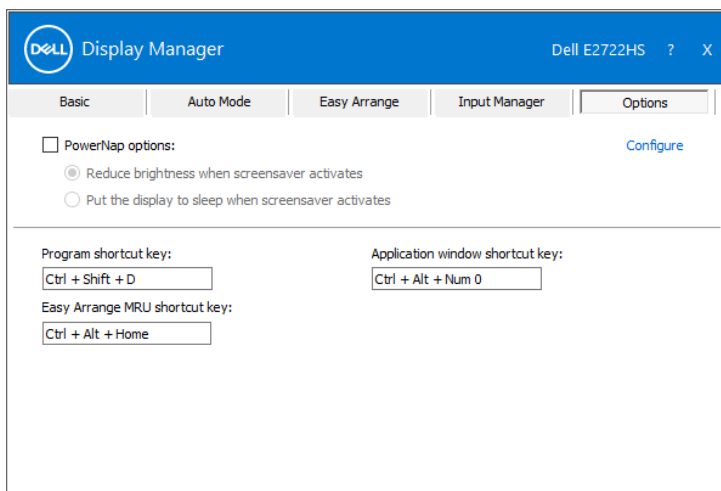 DELL Display Manager Dell E2722HS ? X
Basic Auto Mode Easy Arrange Input Manager Options
PowerNap options: Configure
Reduce brightness when screensaver activates
Put the display to sleep when screensaver activates
Program shortcut key: Application window shortcut key:
Ctrl + Shift + D Ctrl + Alt + Num 0
Easy Arrange MRU shortcut key:
Ctrl + Alt + Home